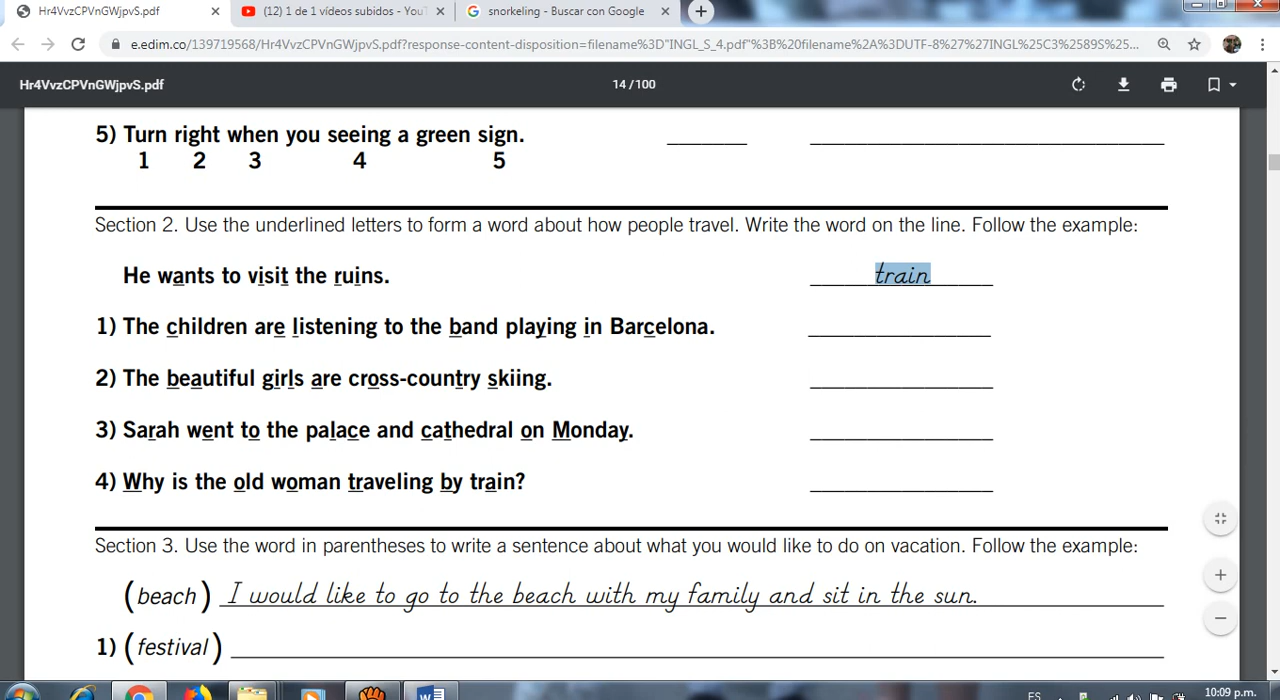 Hr4VvzCPVnGWjpvS.pdf
(12) 1 de 1 vídeos subidos - You
snorkeling - Buscar con Google
e.edim.co/139719568/Hr4VvzCPVnGWjpvS.pdf?response-content-disposition=filename%3D"INGL_S_4.pdf"%3B%20filename%2A%3DUTF-8%27%27INGL%25C3%2589S%25...
Hr4VvzCPVnGWjpvS.pdf
14 / 100
5) Turn right when you seeing a green sign.
1 2 3 4 5
Section 2. Use the underlined letters to form a word about how people travel. Write the word on the line. Follow the example:
He wants to visit the ruins. train
1) The children are listening to the band playing in Barcelona.
2) The beautiful girls are cross-country skiing.
3) Sarah went to the palace and cathedral on Monday.
4) Why is the old woman traveling by train?
Section 3. Use the word in parentheses to write a sentence about what you would like to do on vacation. Follow the example:
(beach) I would like to go to the beach with my family and sit in the sun.
1) (festival)
ES
10:09 p.m.